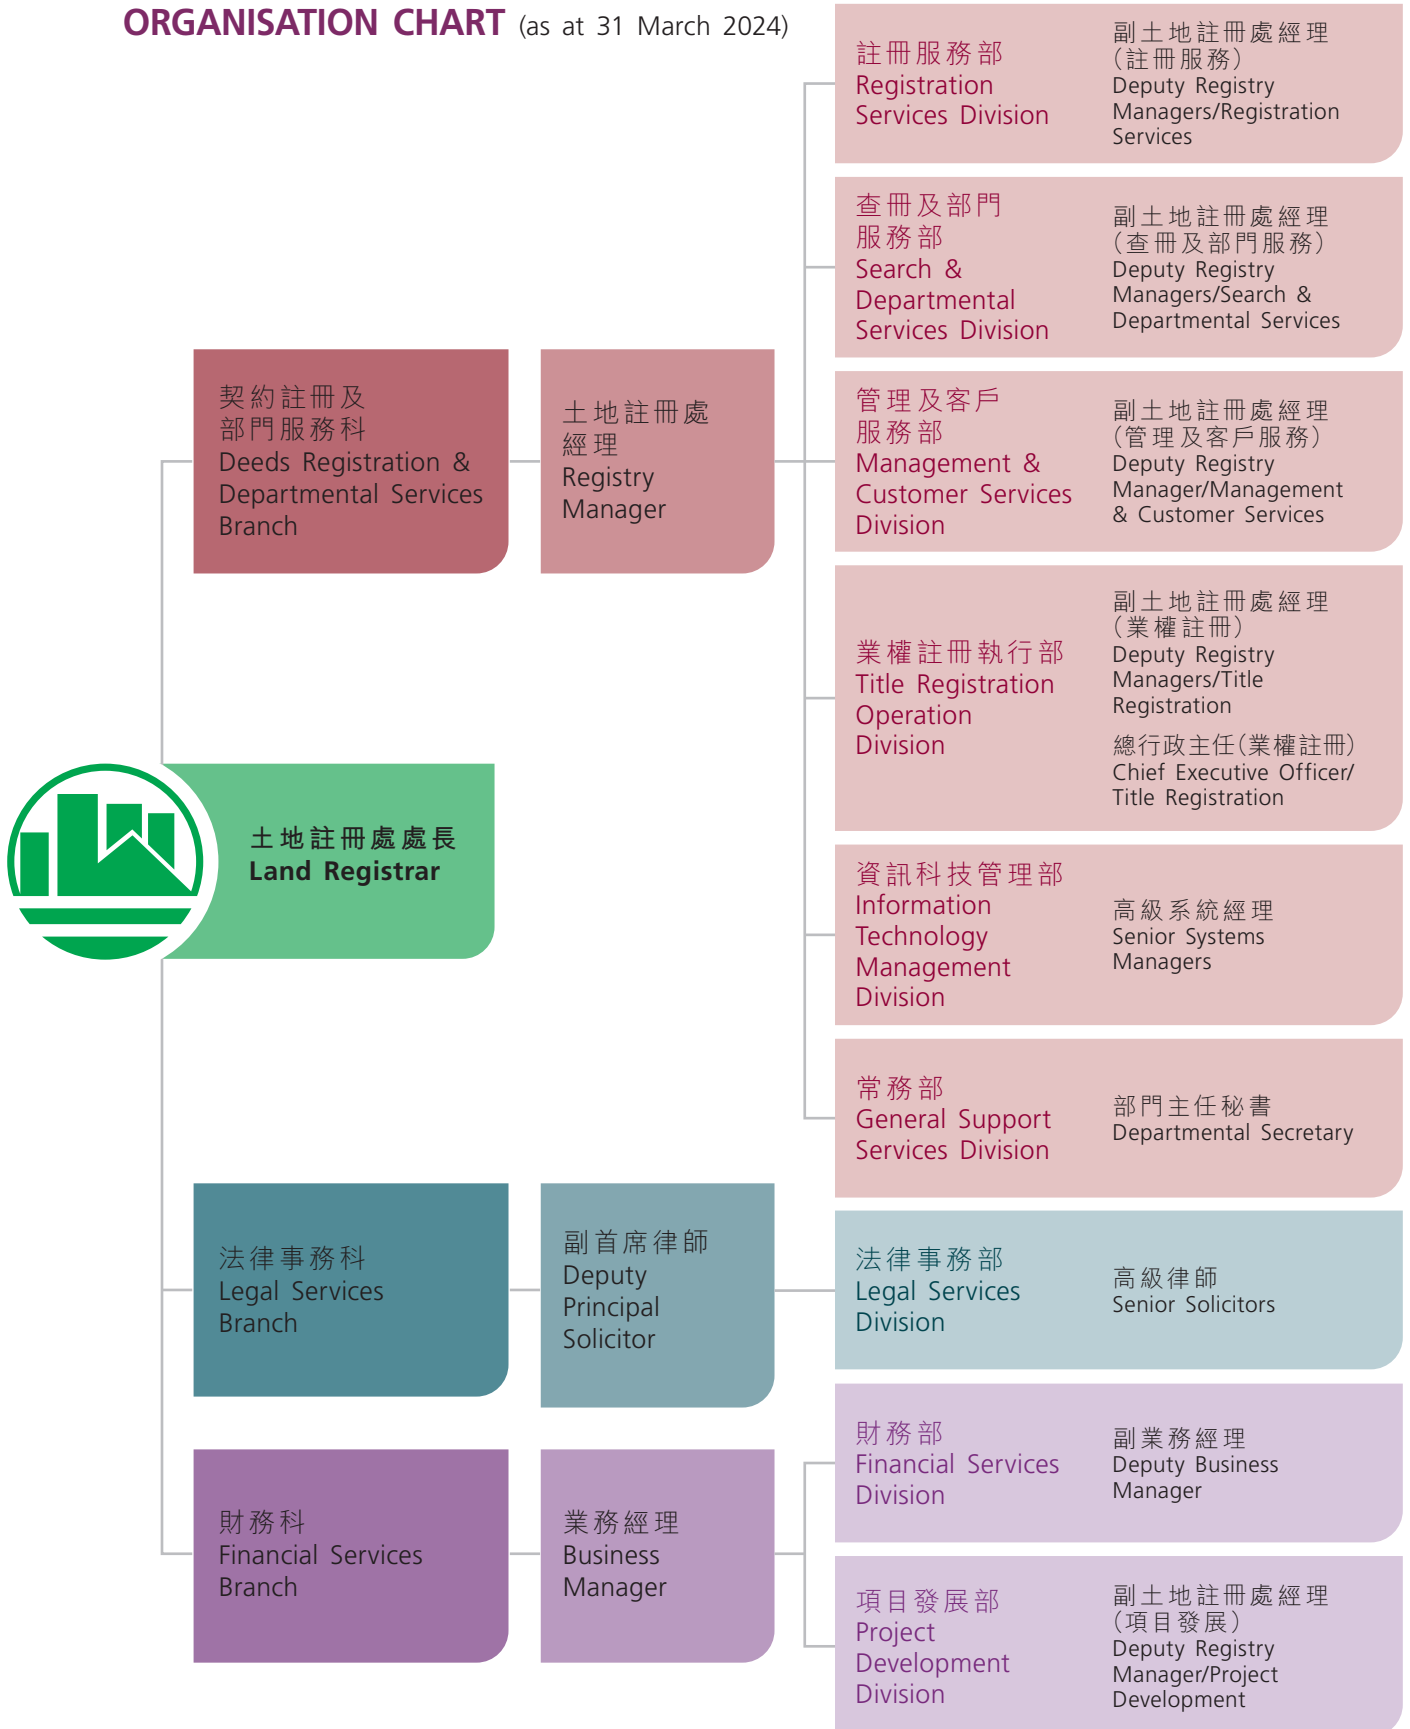 ORGANISATION CHART (as at 31 March 2024)
土地註冊處處長
Land Registrar
契約註冊及
部門服務科
Deeds Registration &
Departmental Services
Branch
土地註冊處
經理
Registry
Manager
註冊服務部
Registration
Services Division
副土地註冊處經理
(註冊服務)
Deputy Registry
Managers/Registration
Services
查冊及部門
服務部
Search &
Departmental
Services Division
副土地註冊處經理
(查冊及部門服務)
Deputy Registry
Managers/Search &
Departmental Services
管理及客戶
服務部
Management &
Customer Services
Division
副土地註冊處經理
(管理及客戶服務)
Deputy Registry
Manager/Management
& Customer Services
業權註冊執行部
Title Registration
Operation
Division
副土地註冊處經理
(業權註冊)
Deputy Registry
Managers/Title
Registration
總行政主任(業權註冊)
Chief Executive Officer/
Title Registration
資訊科技管理部
Information
Technology
Management
Division
高級系統經理
Senior Systems
Managers
常務部
General Support
Services Division
部門主任秘書
Departmental Secretary
法律事務科
Legal Services
Branch
副首席律師
Deputy
Principal
Solicitor
法律事務部
Legal Services
Division
高級律師
Senior Solicitors
財務科
Financial Services
Branch
業務經理
Business
Manager
財務部
Financial Services
Division
副業務經理
Deputy Business
Manager
項目發展部
Project
Development
Division
副土地註冊處經理
(項目發展)
Deputy Registry
Manager/Project
Development